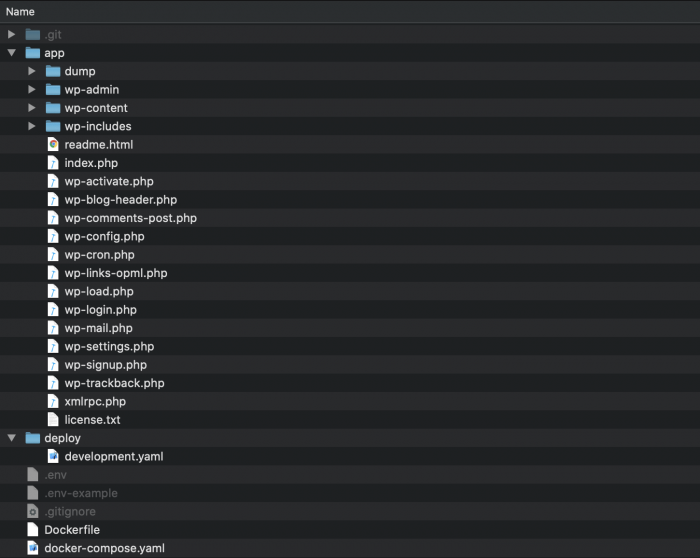 Name
.git
app
dump
wp-admin
wp-content
wp-includes
readme.html
index.php
wp-activate.php
wp-blog-header.php
wp-comments-post.php
wp-config.php
wp-cron.php
wp-links-opml.php
wp-load.php
wp-login.php
wp-mail.php
wp-settings.php
wp-signup.php
wp-trackback.php
xmlrpc.php
license.txt
deploy
development.yaml
.env
.env-example
.gitignore
Dockerfile
docker-compose.yaml